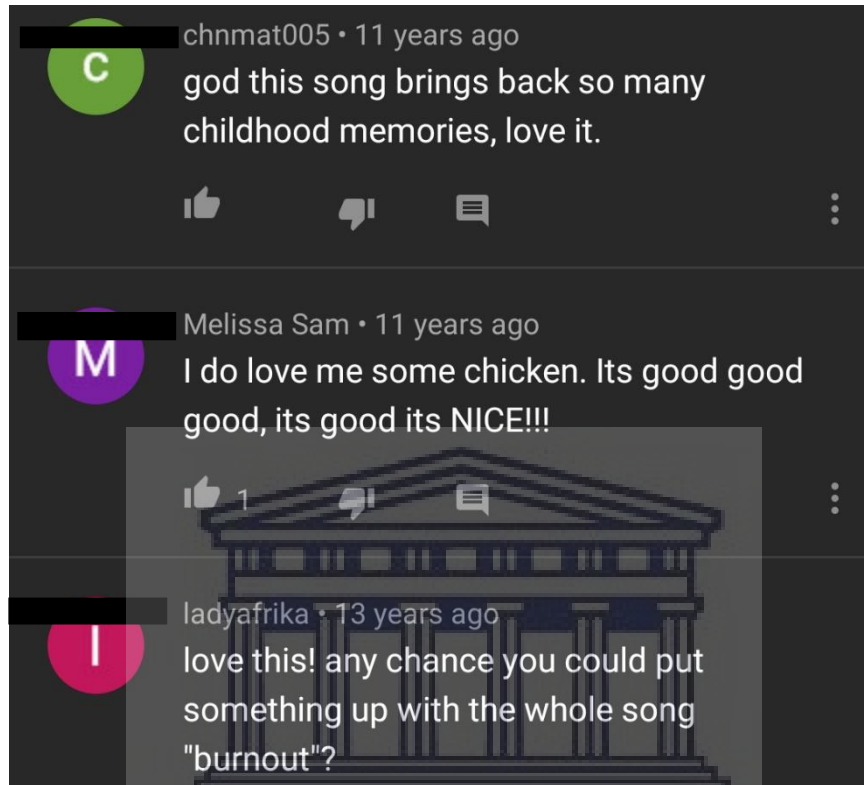 C
chnmat005 • 11 years ago
god this song brings back so many
childhood memories, love it.
M
Melissa Sam • 11 years ago
I do love me some chicken. Its good good
good, its good its NICE!!!
1
l
ladyafrika • 13 years ago
love this! any chance you could put
something up with the whole song
"burnout"?